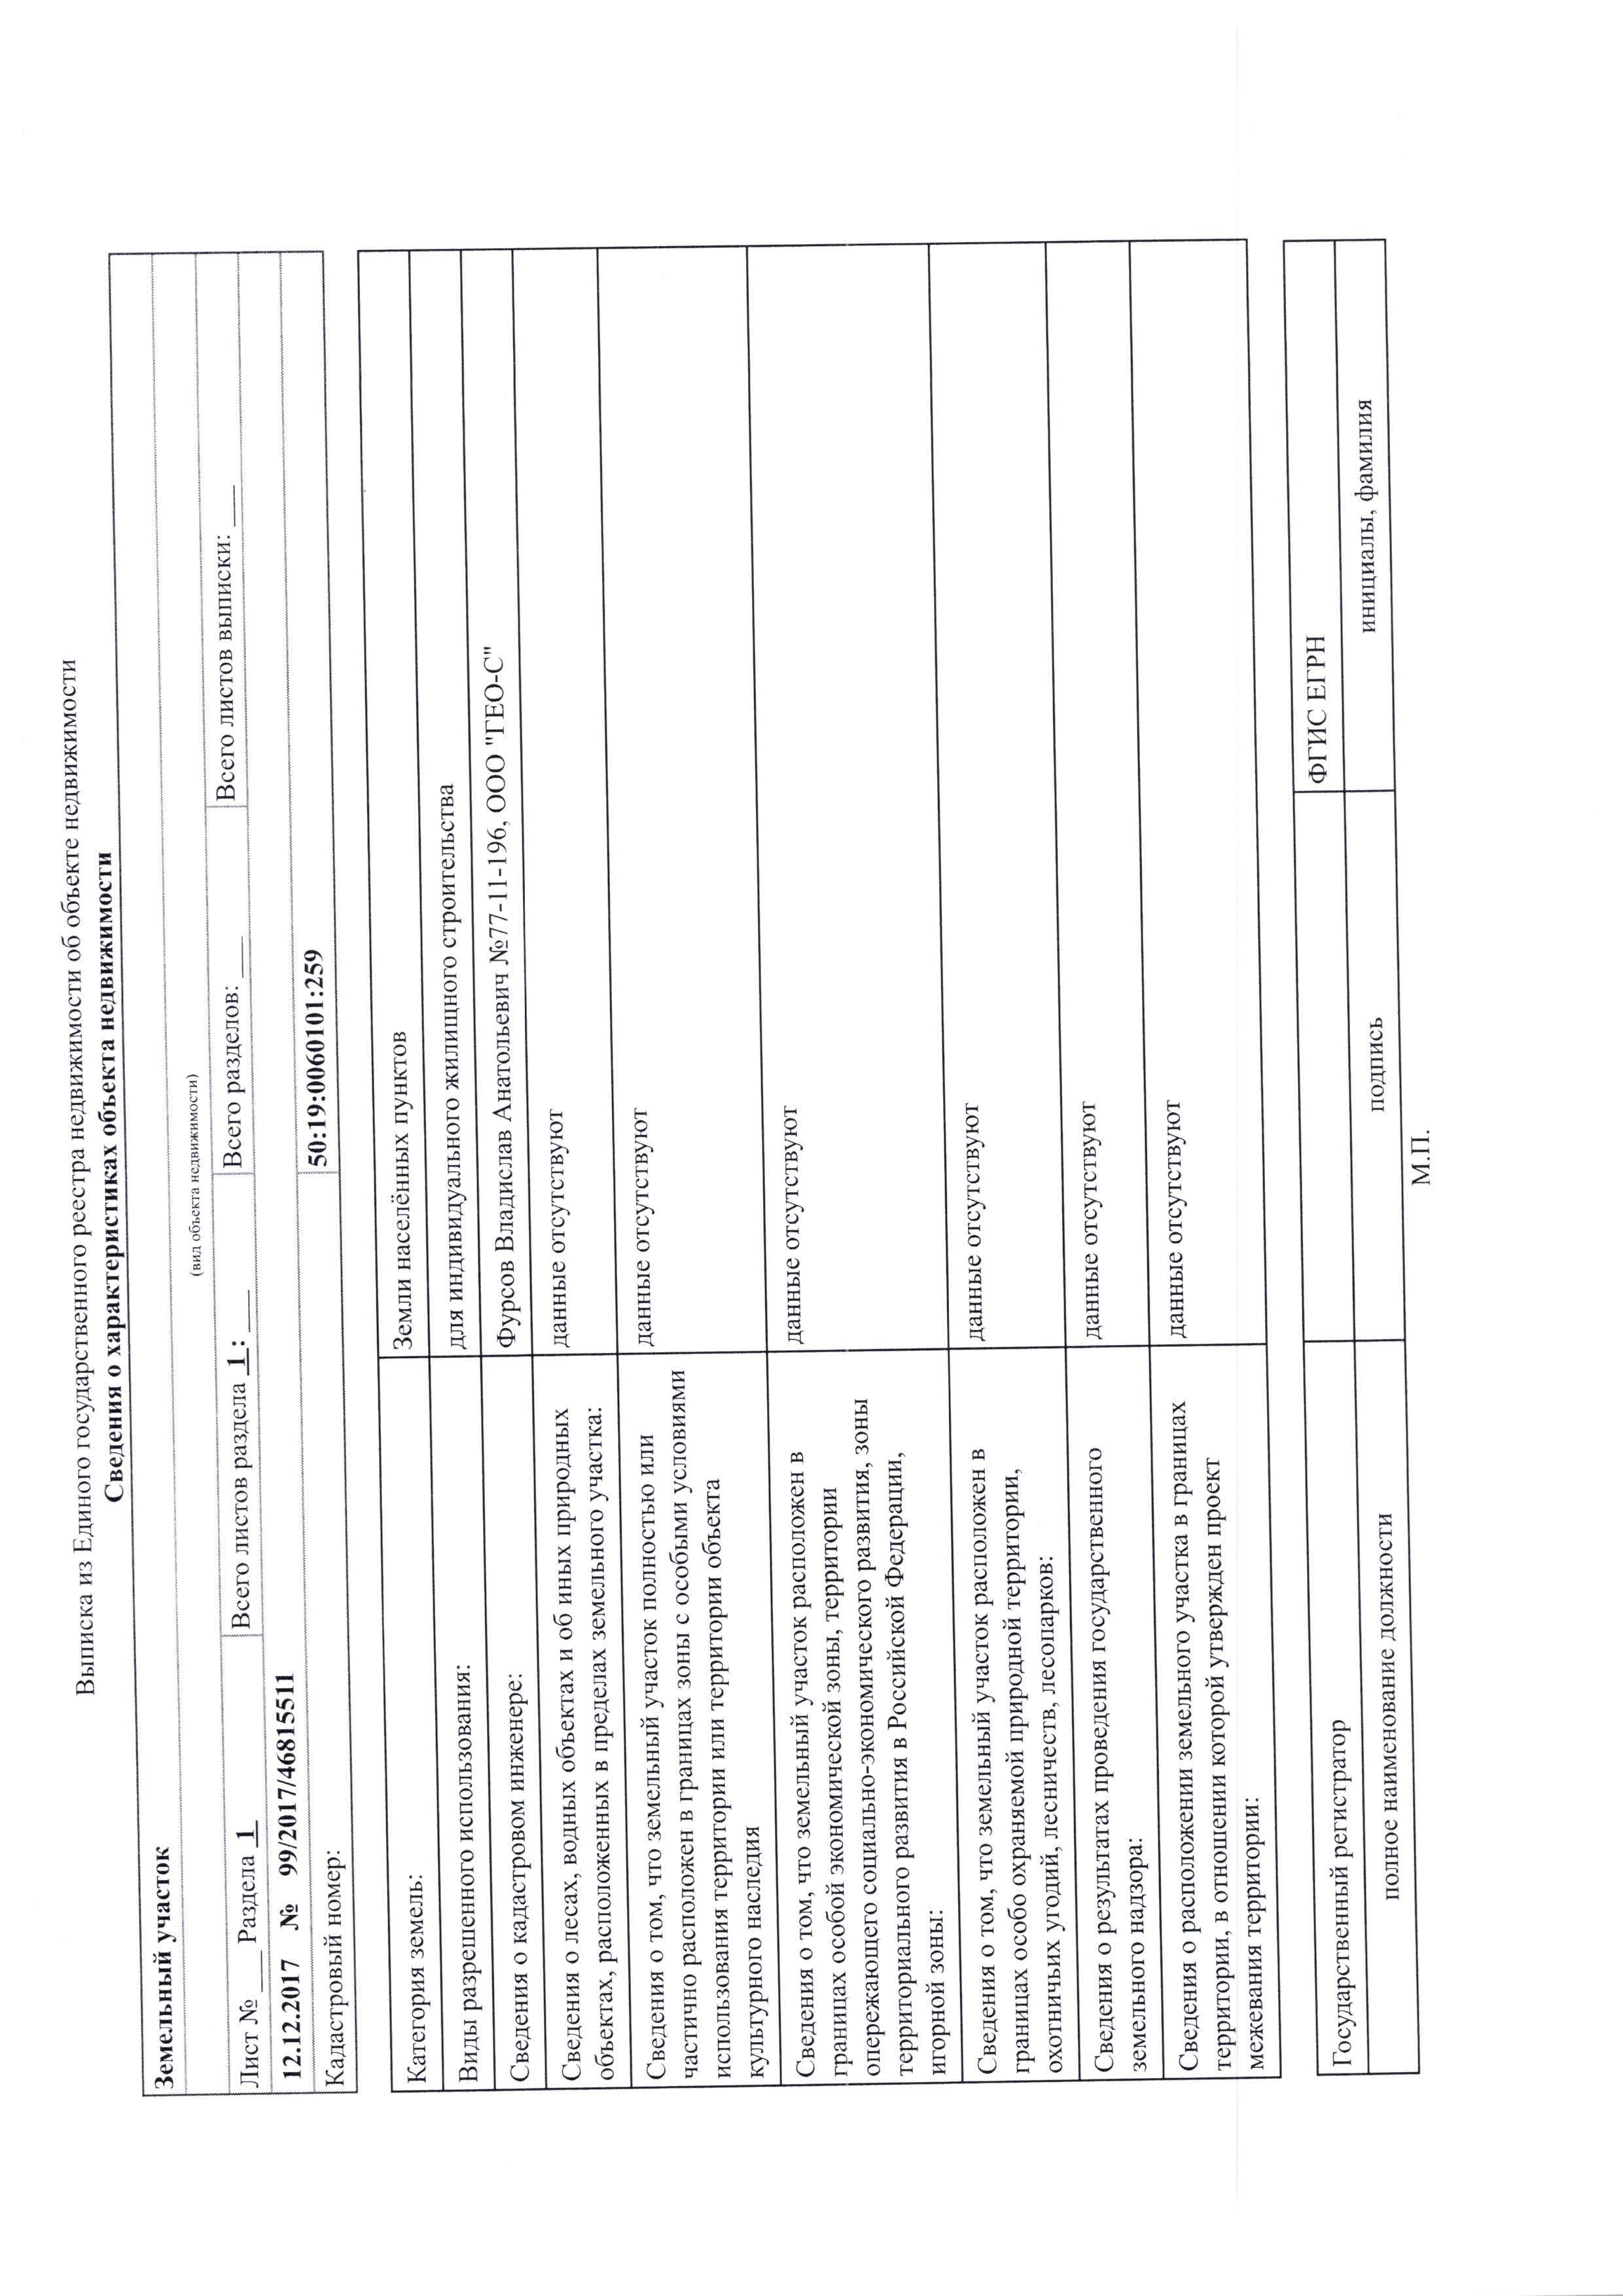 Выписка из Единого государственного реестра недвижимости об объекте недвижимости
Сведения о характеристиках объекта недвижимости
Земельный участок
(вид объекта недвижимости)
Лист № ___ Раздела 1 Всего листов раздела 1 : ___ Всего разделов: ___ Всего листов выписки: ___
12.12.2017 № 99/2017/46815511
Кадастровый номер: 50:19:0060101:259
Категория земель: Земли населённых пунктов
Виды разрешенного использования: для индивидуального жилищного строительства
Сведения о кадастровом инженере: Фурсов Владислав Анатольевич №77-11-196, ООО "ГЕО-С"
Сведения о лесах, водных объектах и об иных природных
объектах, расположенных в пределах земельного участка:
данные отсутствуют
Сведения о том, что земельный участок полностью или
частично расположен в границах зоны с особыми условиями
использования территории или территории объекта
культурного наследия
данные отсутствуют
Сведения о том, что земельный участок расположен в
границах особой экономической зоны, территории
опережающего социально-экономического развития, зоны
территориального развития в Российской Федерации,
игорной зоны:
данные отсутствуют
Сведения о том, что земельный участок расположен в
границах особо охраняемой природной территории,
охотничьих угодий, лесничеств, лесопарков:
данные отсутствуют
Сведения о результатах проведения государственного
земельного надзора:
данные отсутствуют
Сведения о расположении земельного участка в границах
территории, в отношении которой утвержден проект
межевания территории:
данные отсутствуют
Государственный регистратор ФГИС ЕГРН
полное наименование должности подпись инициалы, фамилия
М.П.